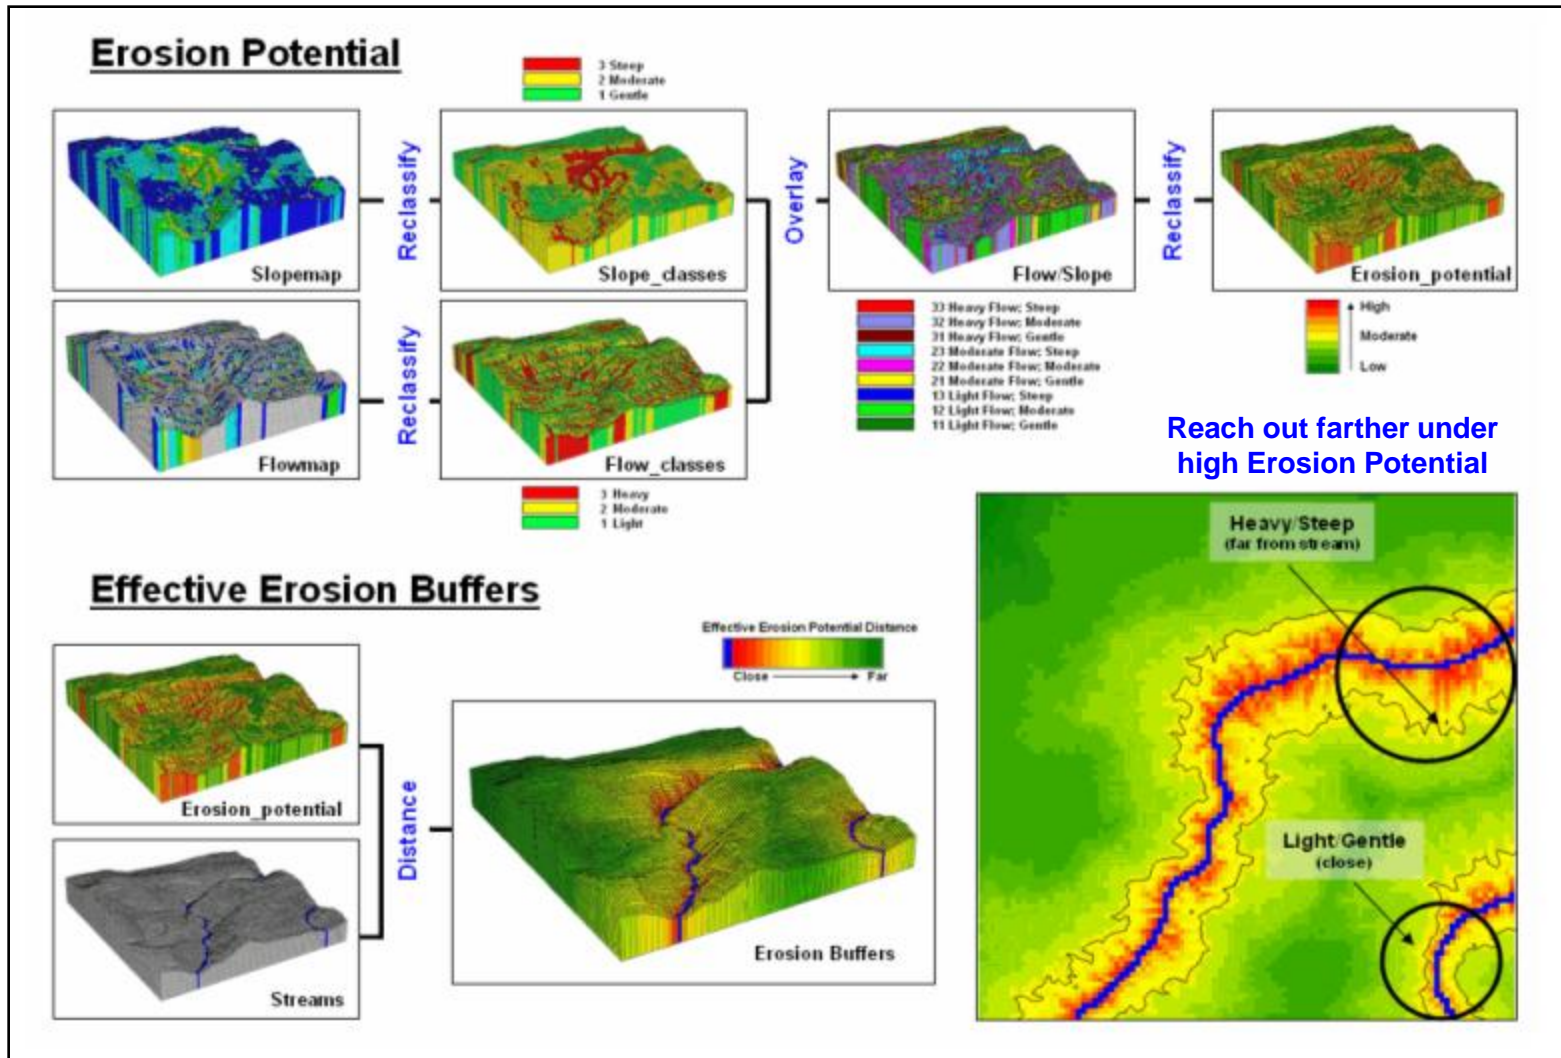 Erosion Potential
3 Steep
2 Moderate
1 Gentle
Slopemap
Reclassify
Slope_classes
Overlay
Flow/Slope
Reclassify
Erosion_potential
Flowmap
Reclassify
Flow_classes
33 Heavy Flow; Steep
32 Heavy Flow; Moderate
31 Heavy Flow; Gentle
23 Moderate Flow; Steep
22 Moderate Flow; Moderate
21 Moderate Flow; Gentle
13 Light Flow; Steep
12 Light Flow; Moderate
11 Light Flow; Gentle
High
Moderate
Low
3 Heavy
2 Moderate
1 Light
Reach out farther under
high Erosion Potential
Effective Erosion Buffers
Effective Erosion Potential Distance
Close Far
Erosion_potential
Streams
Distance
Erosion Buffers
Heavy/Steep
(far from stream)
Light/Gentle
(close)